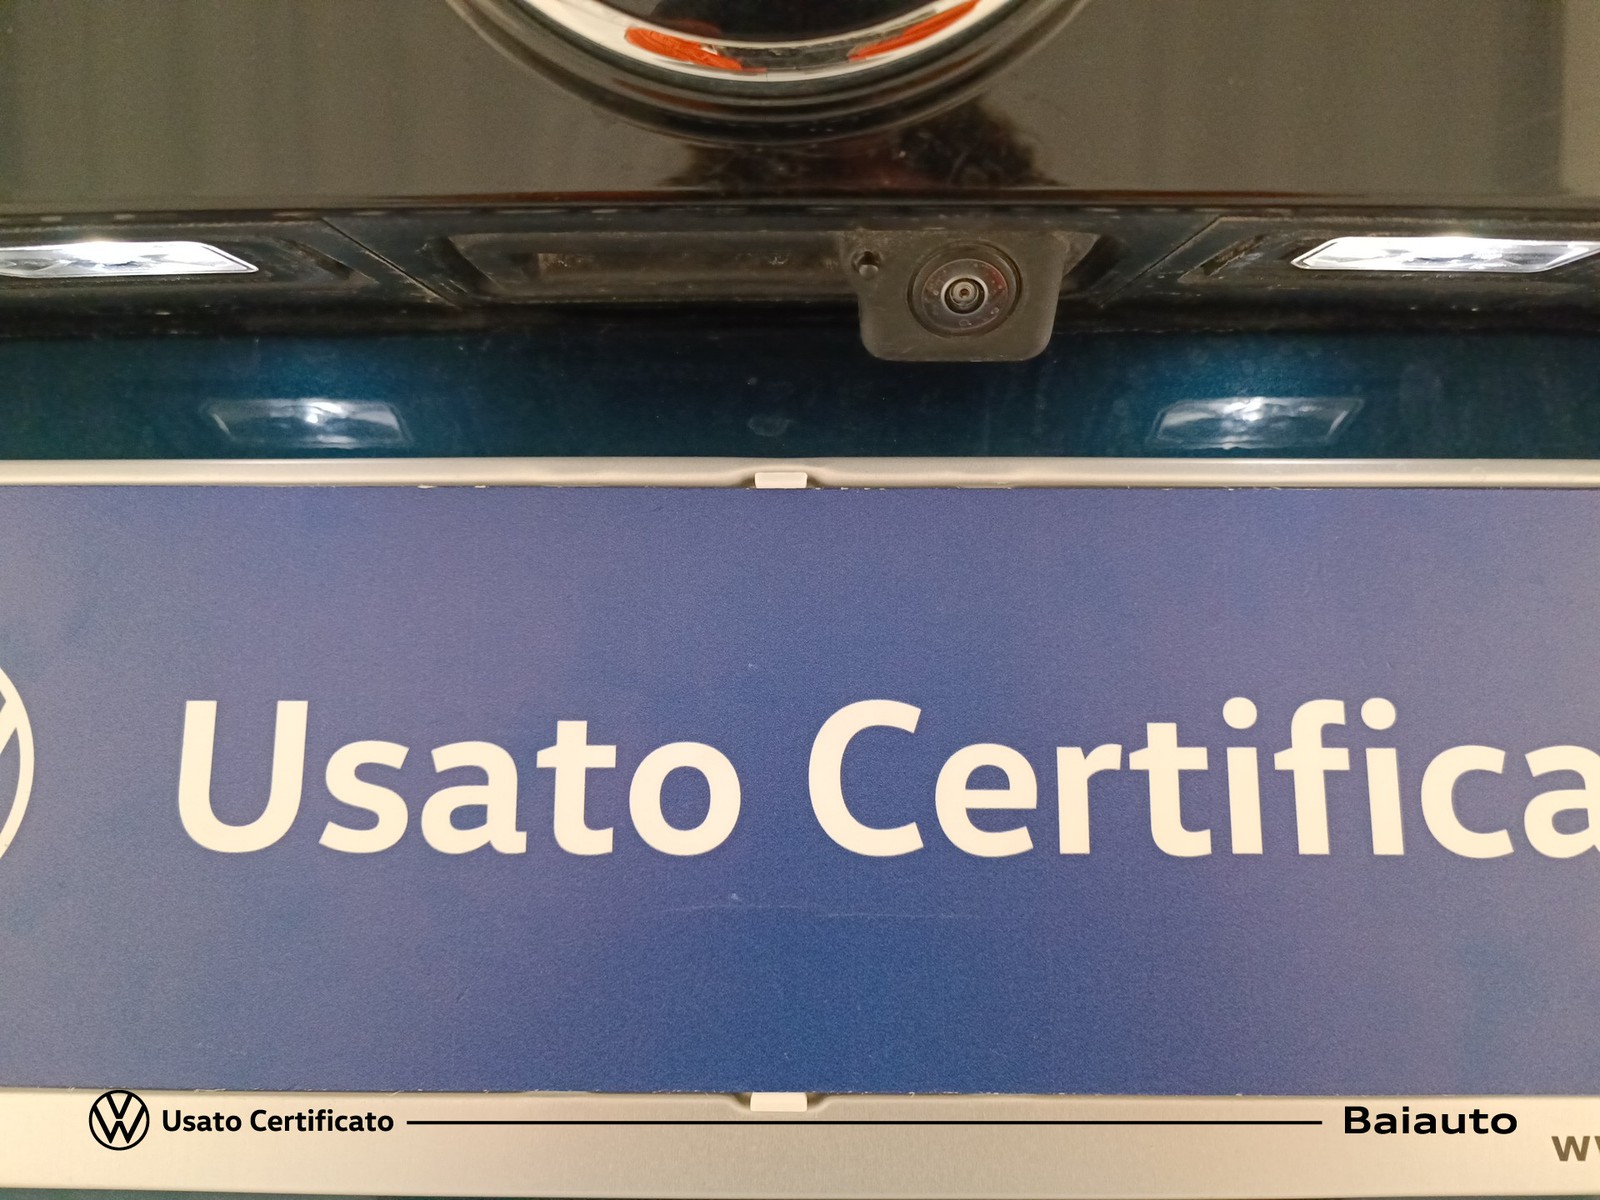 Usato Certifica
Usato Certificato
Baiauto